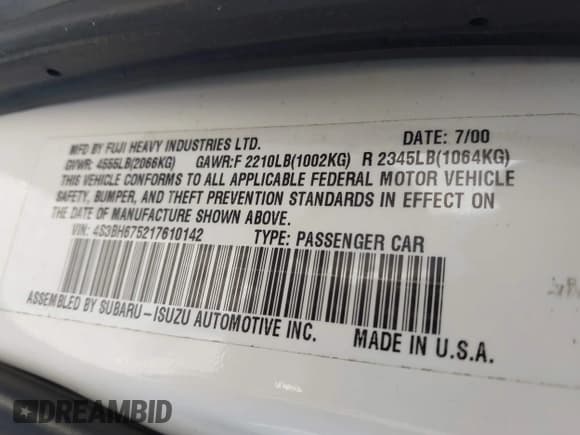 MFD BY FUJI HEAVY INDUSTRIES LTD. DATE: 7/00
GVWR: 4555LB(2066KG) GAWR:F 2210LB(1002KG) R 2345LB(1064KG)
THIS VEHICLE CONFORMS TO ALL APPLICABLE FEDERAL MOTOR VEHICLE
SAFETY, BUMPER, AND THEFT PREVENTION STANDARDS IN EFFECT ON
THE DATE OF MANUFACTURE SHOWN ABOVE.
VIN: 4S3BH675217610142 TYPE: PASSENGER CAR
ASSEMBLED BY SUBARU-ISUZU AUTOMOTIVE INC. MADE IN U.S.A.
DREAMBID